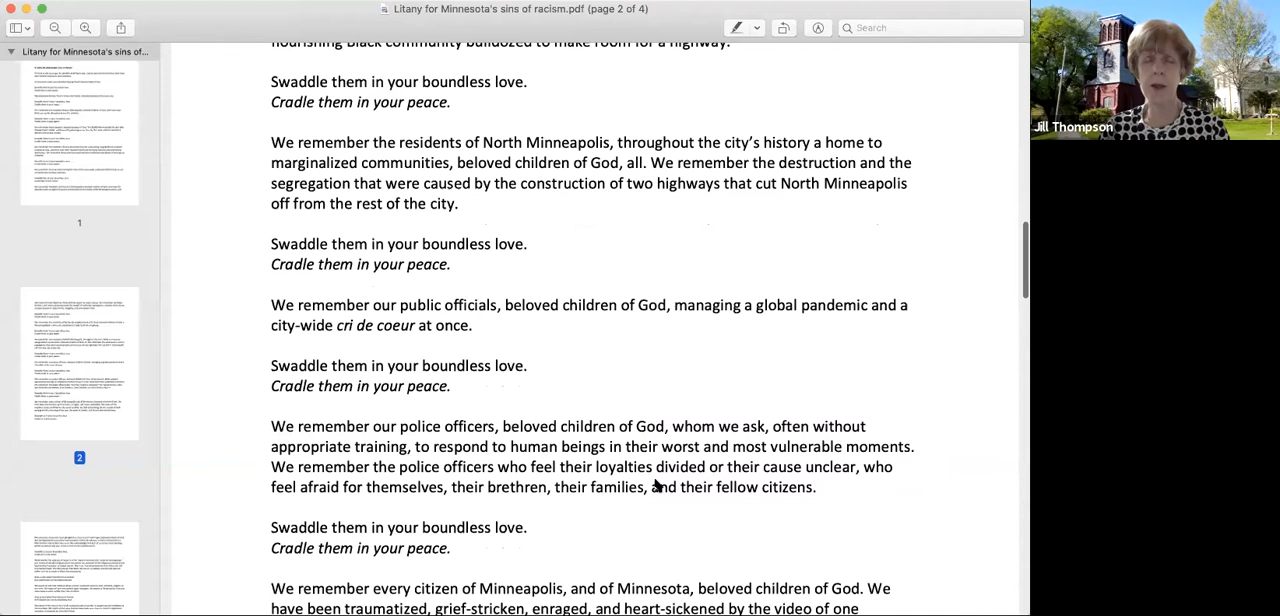 Litany for Minnesota's sins of racism.pdf (page 2 of 4)
Search
Litany for Minnesota's sins of...
1
2
nourishing Black community bulldozed to make room for a highway.
Swaddle them in your boundless love.
Cradle them in your peace.
We remember residents of North Minneapolis, throughout the city's history a home to
marginalized communities, beloved children of God, all. We remember the destruction and the
segregation that were caused by the construction of two highways that cut North Minneapolis
off from the rest of the city.
Swaddle them in your boundless love.
Cradle them in your peace.
We remember our public officials, beloved children of God, managing a global pandemic and a
city-wide cri de coeur at once.
Swaddle them in your boundless love.
Cradle them in your peace.
We remember our police officers, beloved children of God, whom we ask, often without
appropriate training, to respond to human beings in their worst and most vulnerable moments.
We remember the police officers who feel their loyalties divided or their cause unclear, who
feel afraid for themselves, their brethren, their families, and their fellow citizens.
Swaddle them in your boundless love.
Cradle them in your peace.
We remember every citizen of Minneapolis, and of Minnesota, beloved children of God. We
have been traumatized, grief-stricken, enraged, and heart-sickened by the video of one
Jill Thompson